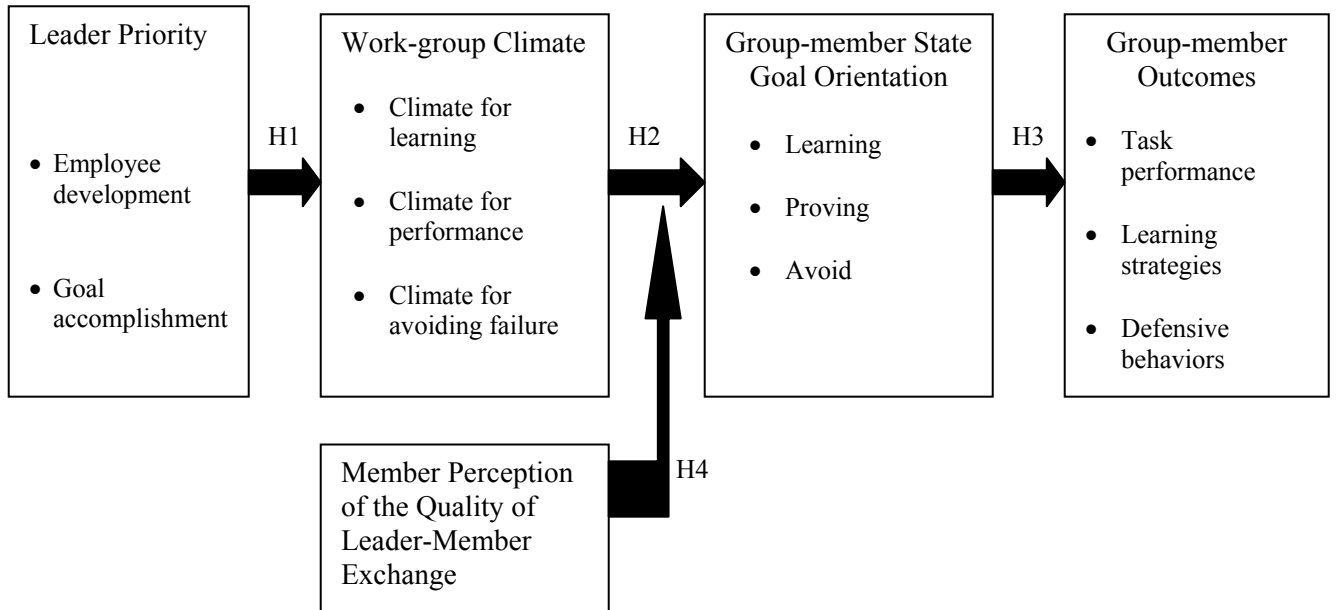 Leader Priority
• Employee
development
• Goal
accomplishment
H1
Work-group Climate
• Climate for
learning
• Climate for
performance
• Climate for
avoiding failure
H2
Group-member State
Goal Orientation
• Learning
• Proving
• Avoid
H3
Group-member
Outcomes
• Task
performance
• Learning
strategies
• Defensive
behaviors
Member Perception
of the Quality of
Leader-Member
Exchange
H4